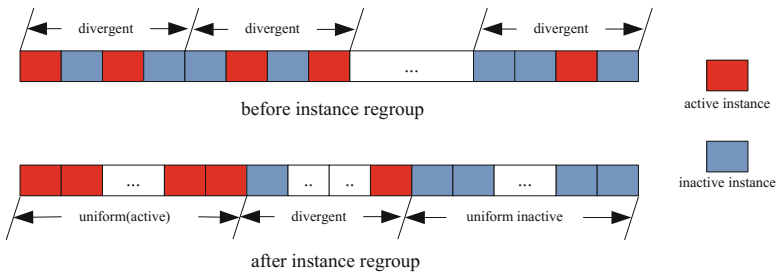 divergent divergent divergent
...
before instance regroup
active instance
... .. .. ...
inactive instance
uniform(active) divergent uniform inactive
after instance regroup